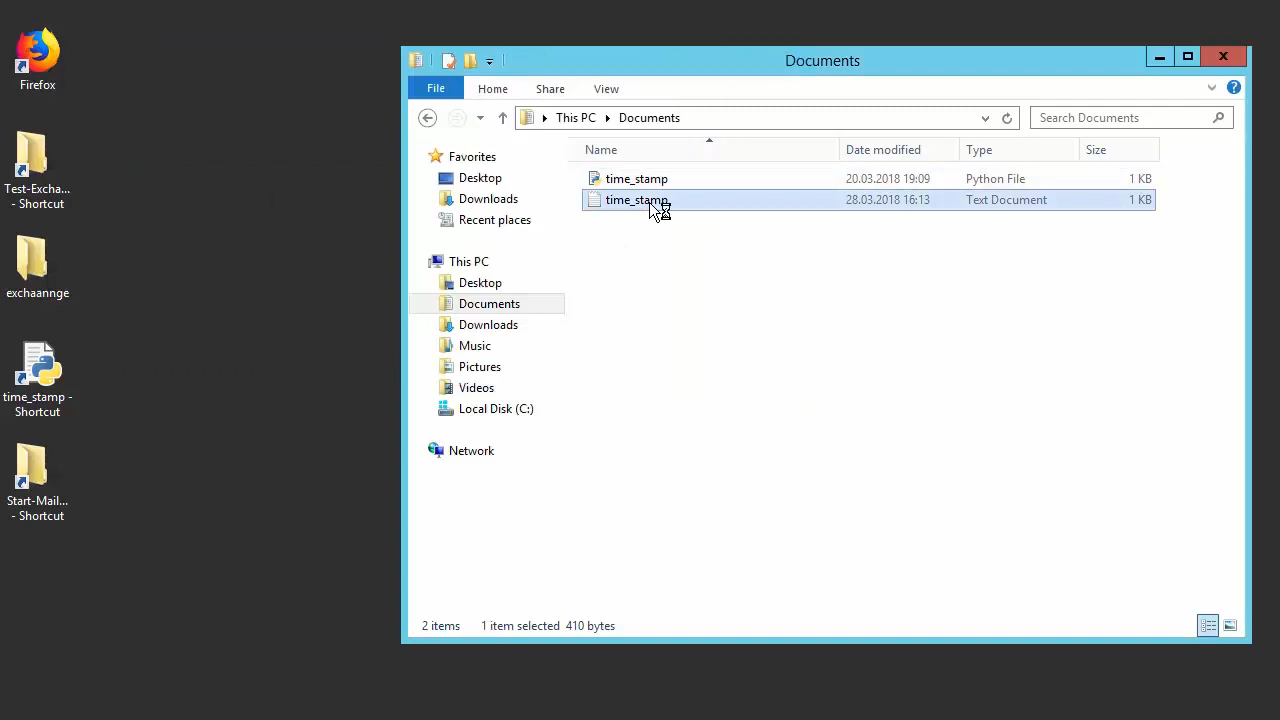 Firefox
Test-Excha...
- Shortcut
exchaannge
time_stamp -
Shortcut
Start-Mail...
- Shortcut
Documents
File Home Share View
This PC Documents
Search Documents
Name Date modified Type Size
time_stamp 20.03.2018 19:09 Python File 1 KB
time_stamp 28.03.2018 16:13 Text Document 1 KB
Favorites
Desktop
Downloads
Recent places
This PC
Desktop
Documents
Downloads
Music
Pictures
Videos
Local Disk (C:)
Network
2 items 1 item selected 410 bytes